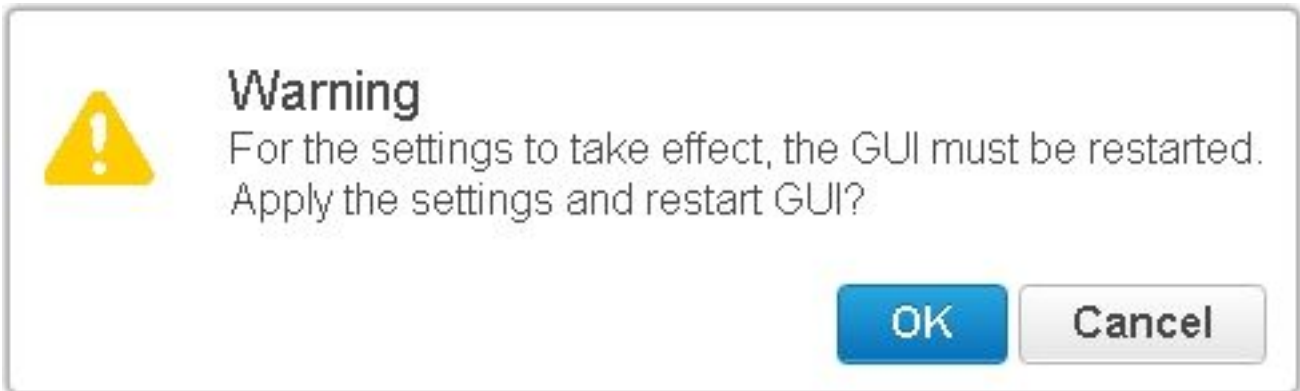 Warning
For the settings to take effect, the GUI must be restarted.
Apply the settings and restart GUI?
OK Cancel